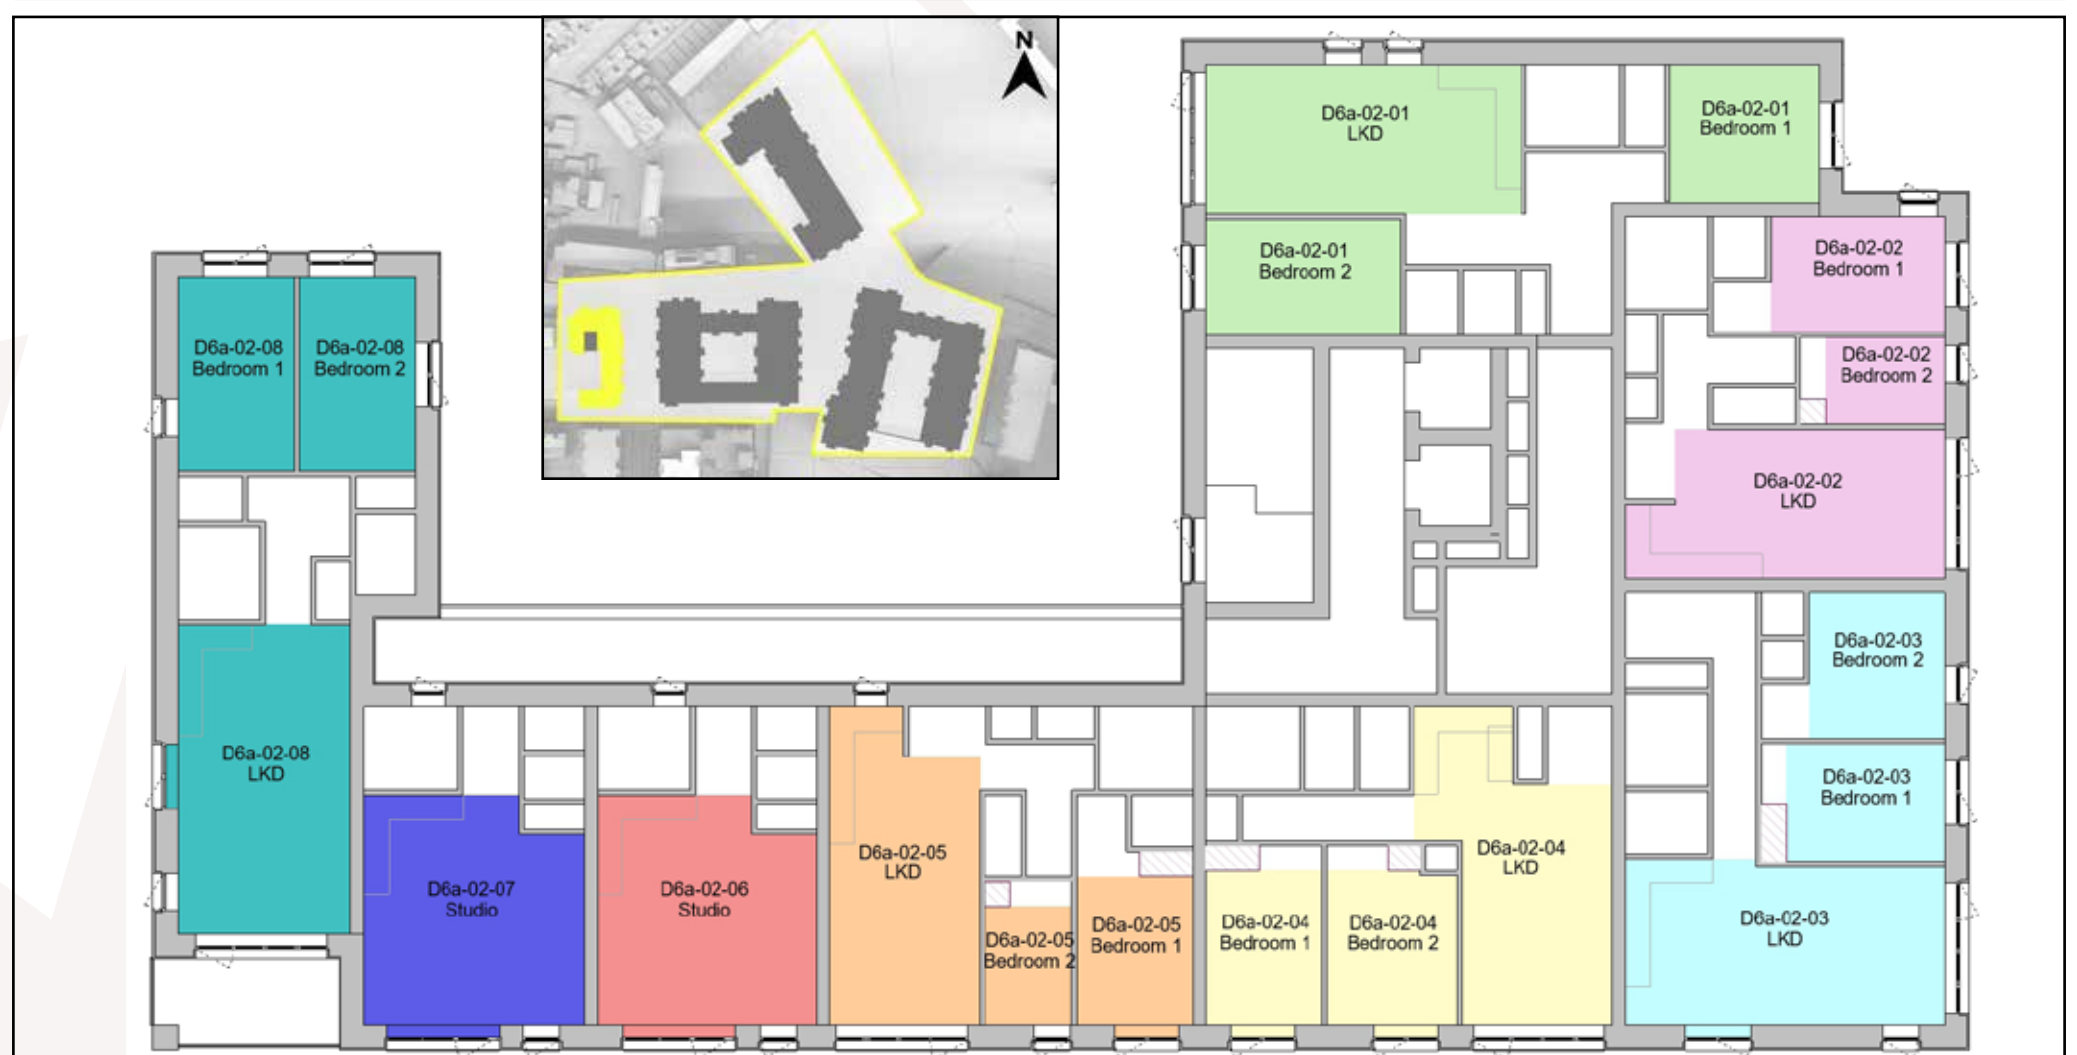 N
D6a-02-01
LKD
D6a-02-01
Bedroom 1
D6a-02-01
Bedroom 2
D6a-02-02
Bedroom 1
D6a-02-02
Bedroom 2
D6a-02-02
LKD
D6a-02-08
Bedroom 1
D6a-02-08
Bedroom 2
D6a-02-03
Bedroom 2
D6a-02-03
Bedroom 1
D6a-02-08
LKD
D6a-02-07
Studio
D6a-02-06
Studio
D6a-02-05
LKD
D6a-02-05
Bedroom 2
D6a-02-05
Bedroom 1
D6a-02-04
Bedroom 1
D6a-02-04
Bedroom 2
D6a-02-04
LKD
D6a-02-03
LKD